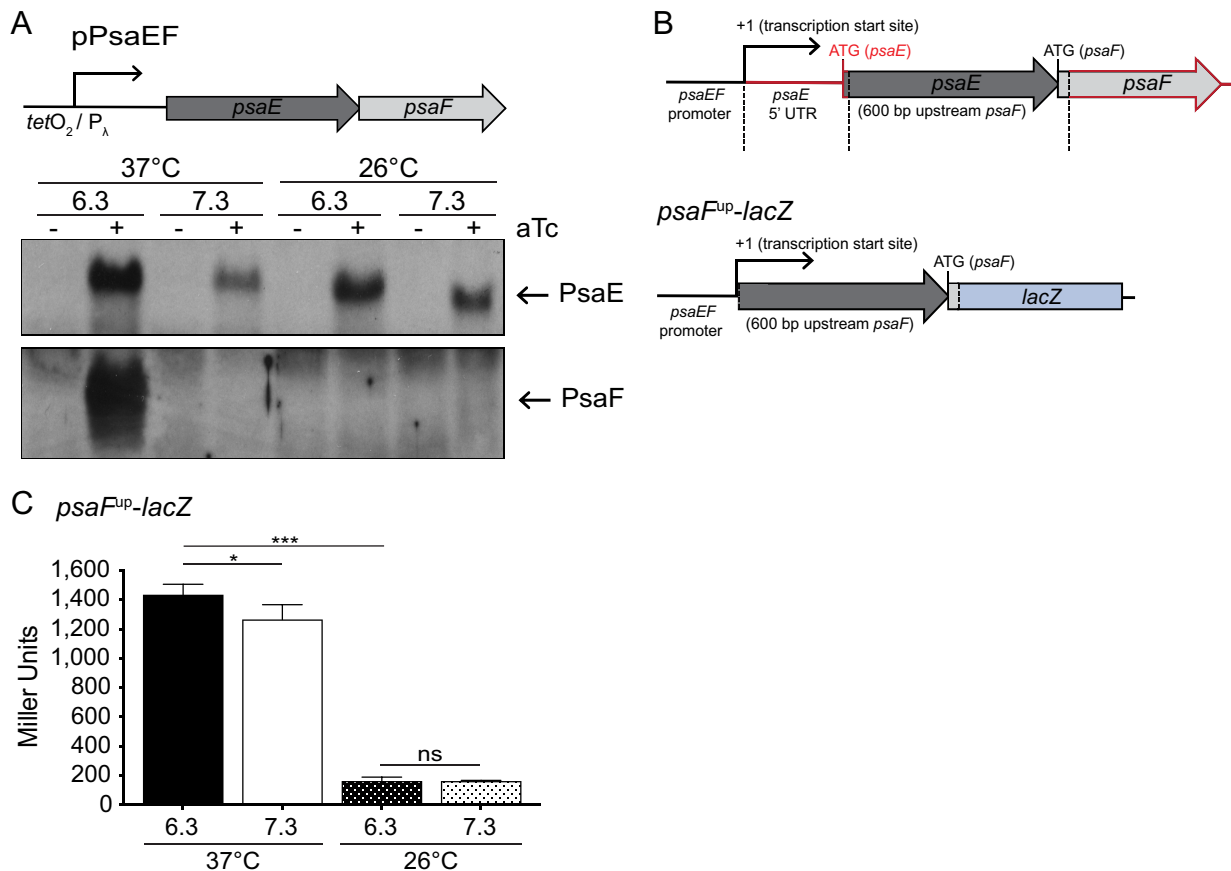 A
pPsaEF
psaE psaF
tetO₂ / Pλ
37°C 26°C
6.3 7.3 6.3 7.3
- + - + - + - + aTc
← PsaE
← PsaF
B
+1 (transcription start site)
ATG (psaE) ATG (psaF)
psaE psaF
psaEF promoter
psaE 5' UTR
(600 bp upstream psaF)
psaFᵘᵖ-lacZ
+1 (transcription start site)
ATG (psaF)
lacZ
psaEF promoter
(600 bp upstream psaF)
C psaFᵘᵖ-lacZ
***
*
ns
Miller Units
1,600
1,400
1,200
1,000
800
600
400
200
0
6.3 7.3 6.3 7.3
37°C 26°C